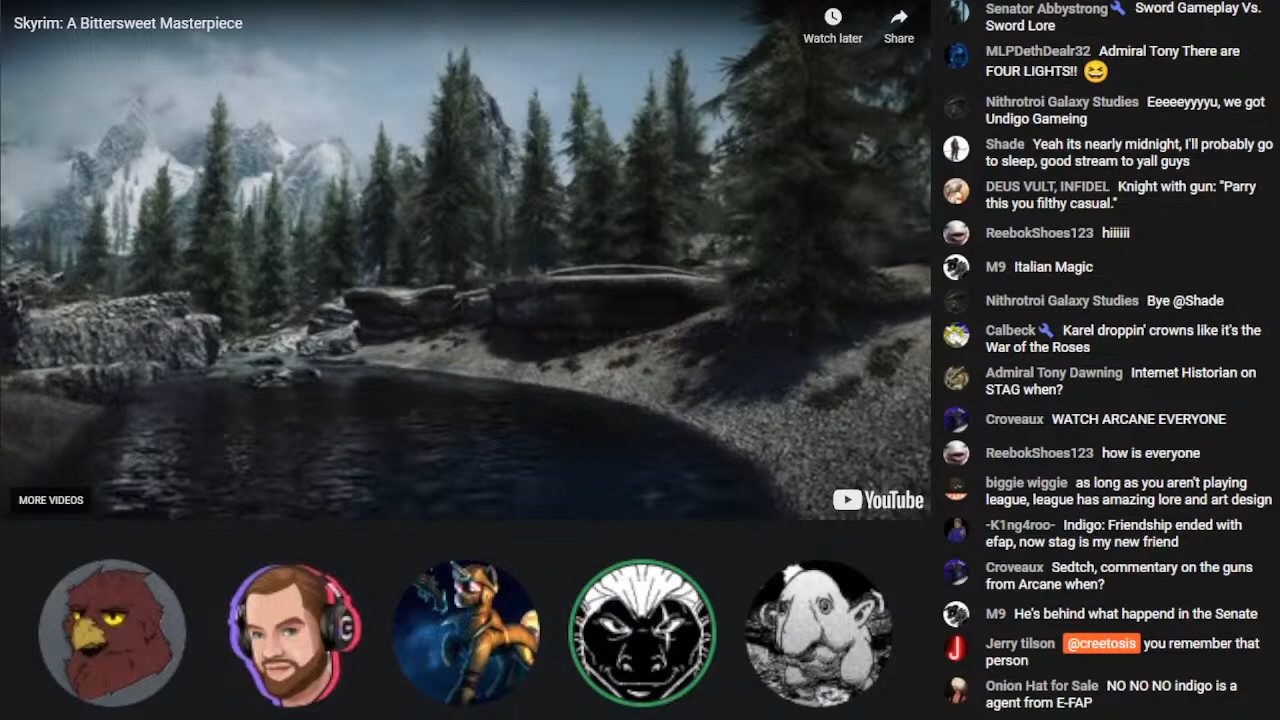 Skyrim: A Bittersweet Masterpiece
Watch later
Share
MORE VIDEOS
YouTube
Senator Abbystrong Sword Gameplay Vs.
Sword Lore
MLPDethDealr32 Admiral Tony There are
FOUR LIGHTS!!
Nithrotroi Galaxy Studies Eeeeeyyyyu, we got
Undigo Gameing
Shade Yeah its nearly midnight, I'll probably go
to sleep, good stream to yall guys
DEUS VULT, INFIDEL Knight with gun: "Parry
this you filthy casual."
ReebokShoes123 hiiiiii
M9 Italian Magic
Nithrotroi Galaxy Studies Bye @Shade
Calbeck Karel droppin' crowns like it's the
War of the Roses
Admiral Tony Dawning Internet Historian on
STAG when?
Croveaux WATCH ARCANE EVERYONE
ReebokShoes123 how is everyone
biggie wiggie as long as you aren't playing
league, league has amazing lore and art design
-K1ng4roo- Indigo: Friendship ended with
efap, now stag is my new friend
Croveaux Sedtch, commentary on the guns
from Arcane when?
M9 He's behind what happend in the Senate
Jerry tilson @creetosis you remember that
person
Onion Hat for Sale NO NO NO indigo is a
agent from E-FAP